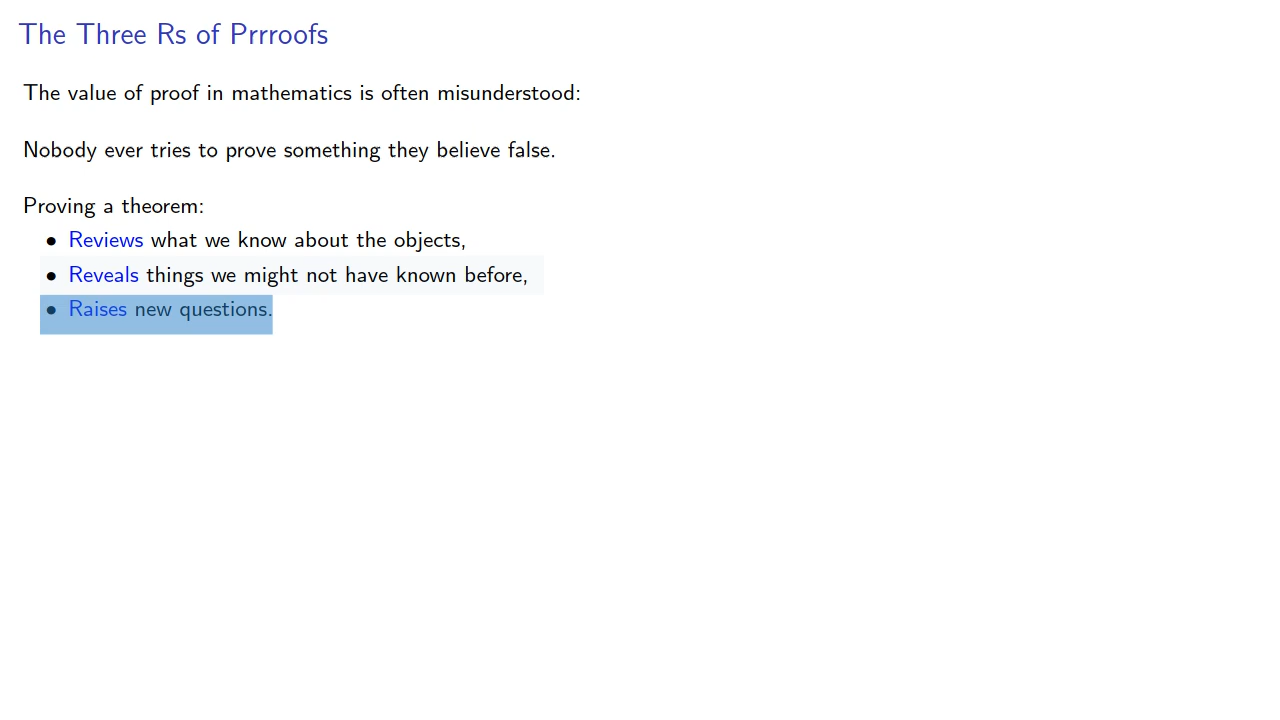 The Three Rs of Prrroofs
The value of proof in mathematics is often misunderstood:
Nobody ever tries to prove something they believe false.
Proving a theorem:
• Reviews what we know about the objects,
• Reveals things we might not have known before,
• Raises new questions.